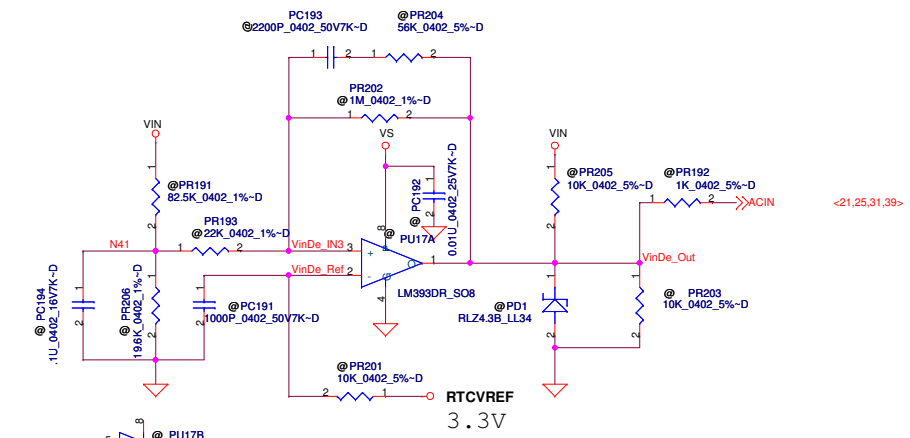 PC193
@2200P_0402_50V7K~D
@PR204
56K_0402_5%~D
1 2 1 2
PR202
@1M_0402_1%~D
1 2
VIN
VS
VIN
@PR191
82.5K_0402_1%~D
1
2
@PC192
0.01U_0402_25V7K~D
1
2
@PR205
10K_0402_5%~D
1
2
@PR192
1K_0402_5%~D
1 2
ACIN
<21,25,31,39>
PR193
@22K_0402_1%~D
1 2
N41
VinDe_IN3
3
+
@
8
P
PU17A
O
1
VinDe_Out
VinDe_Ref
2
-
G
4
LM393DR_SO8
@PC194
.1U_0402_16V7K~D
1
2
@PR206
19.6K_0402_1%~D
1
2
@PC191
1000P_0402_50V7K~D
1
2
@PD1
RLZ4.3B_LL34
1
2
@ PR203
10K_0402_5%~D
1
2
@PR201
10K_0402_5%~D
2 1
RTCVREF
3.3V
8
@ PU17B